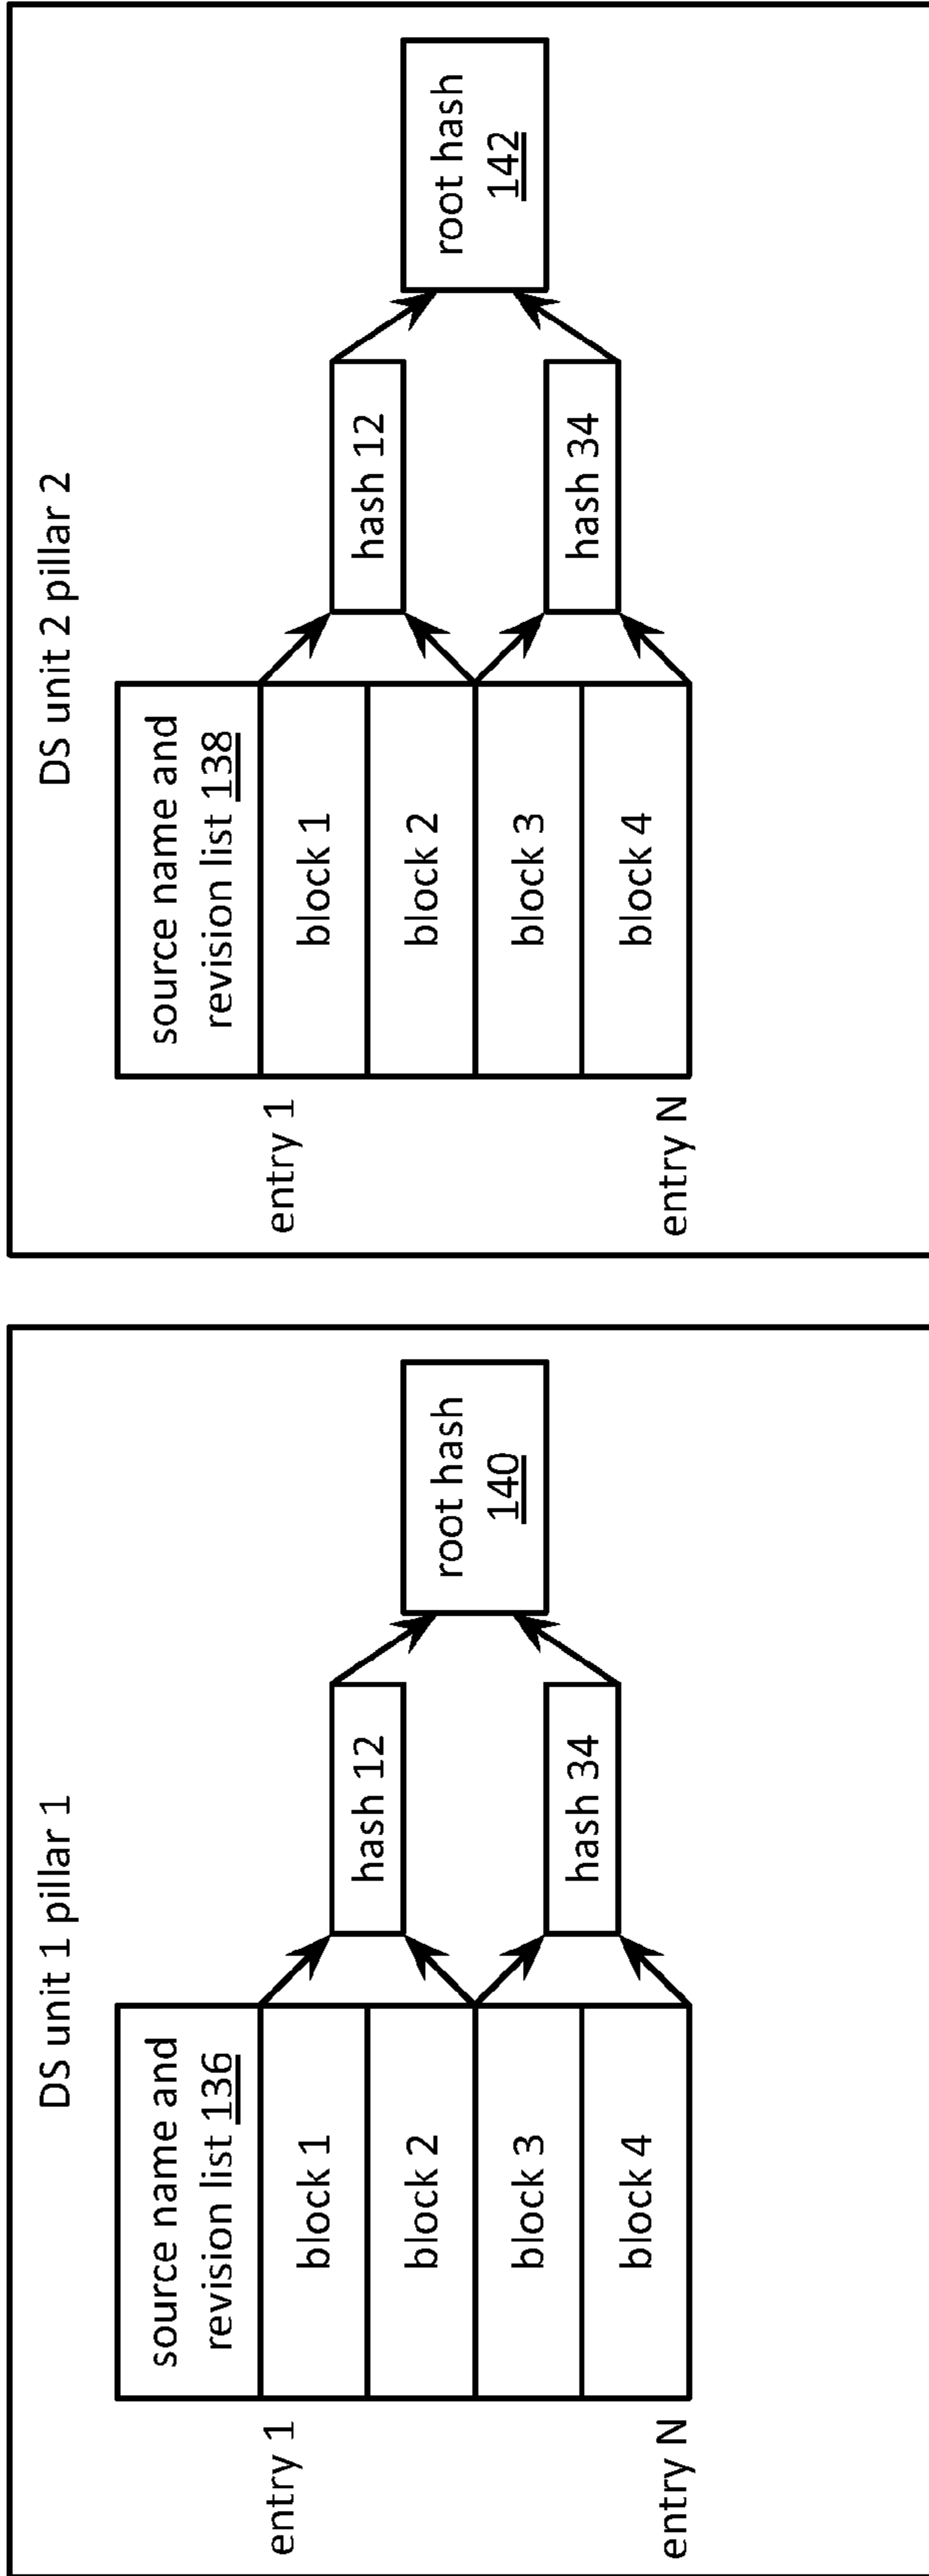 DS unit 1 pillar 1
source name and
revision list 136
entry 1
block 1
block 2
block 3
block 4
entry N
hash 12
hash 34
root hash
140
DS unit 2 pillar 2
source name and
revision list 138
entry 1
block 1
block 2
block 3
block 4
entry N
hash 12
hash 34
root hash
142